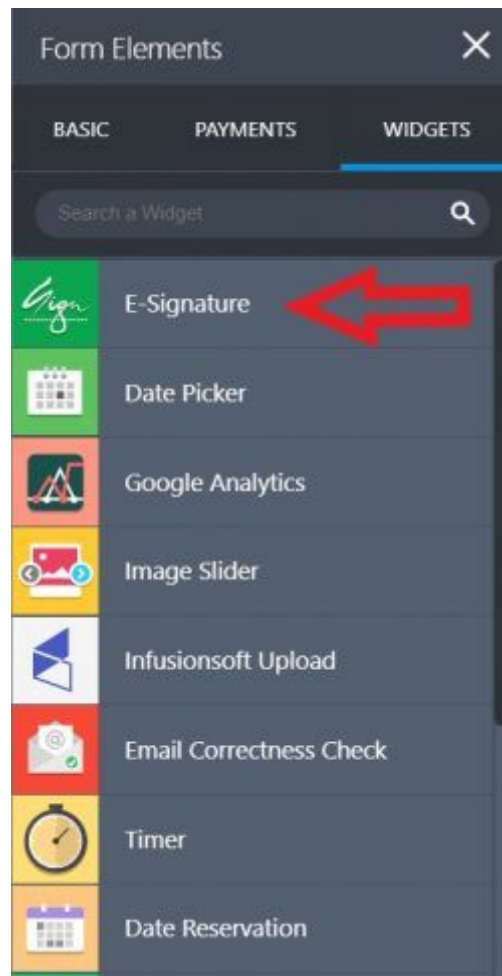 Form Elements
BASIC PAYMENTS WIDGETS
Search a Widget
Sign
E-Signature
Date Picker
Google Analytics
Image Slider
Infusionsoft Upload
@
Email Correctness Check
Timer
Date Reservation